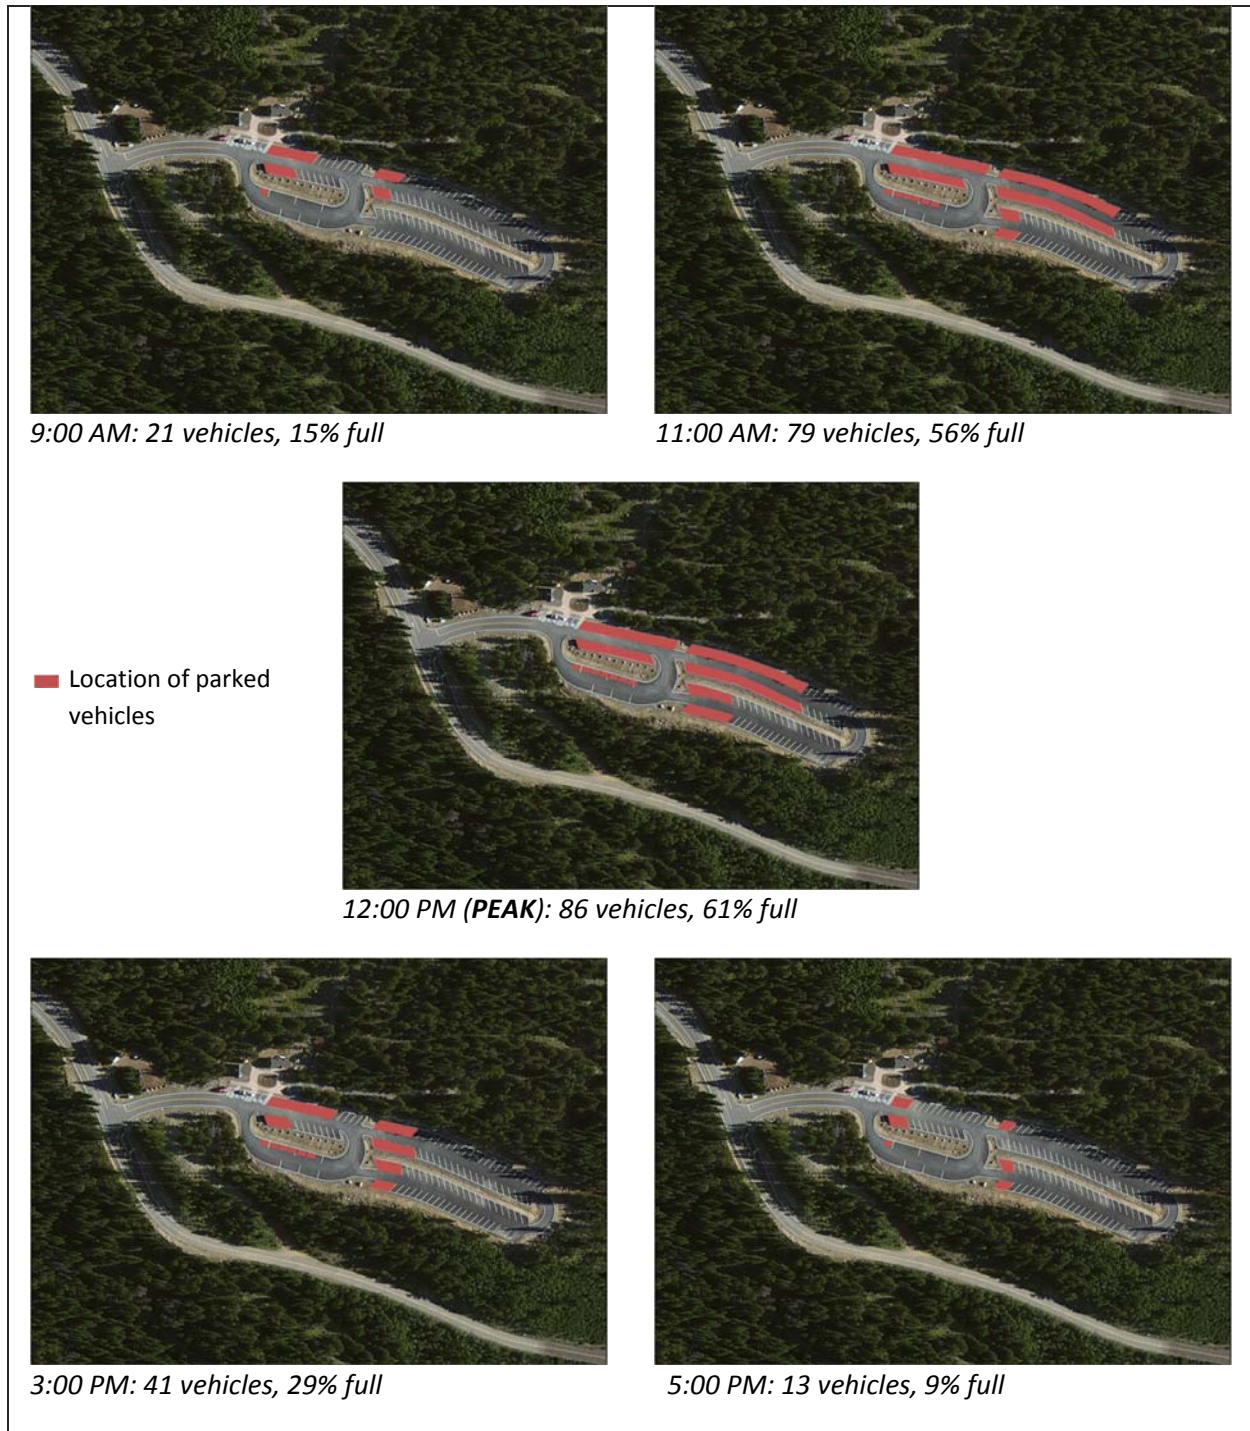 9:00 AM: 21 vehicles, 15% full
11:00 AM: 79 vehicles, 56% full
Location of parked
vehicles
12:00 PM (PEAK): 86 vehicles, 61% full
3:00 PM: 41 vehicles, 29% full
5:00 PM: 13 vehicles, 9% full